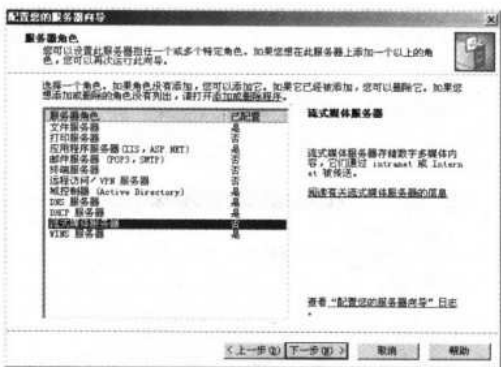 配置您的服务器向导
服务器角色
您可以设置此服务器担任一个或多个特定角色。如果您想在此服务器上添加一个以上的角
色，您可以再次运行此向导。
选择一个角色。如果角色没有添加，您可以添加它。如果它已经被添加，您可以删除它。如果您
想添加或删除的角色没有列出，请打开添加或删除程序。
服务器角色 已配置
文件服务器 是
打印服务器 否
应用程序服务器 (IIS, ASP.NET) 是
邮件服务器 (POP3, SMTP) 否
终端服务器 否
远程访问/VPN 服务器 否
域控制器 (Active Directory) 是
DNS 服务器 是
DHCP 服务器 是
流式媒体服务器 否
WINS 服务器 是
流式媒体服务器
流式媒体服务器存储数字多媒体内
容，它们通过 intranet 或 Intern
et 被传送。
阅读有关流式媒体服务器的信息
查看“配置您的服务器向导”日志
。
<上一步(B) 下一步(N)> 取消 帮助